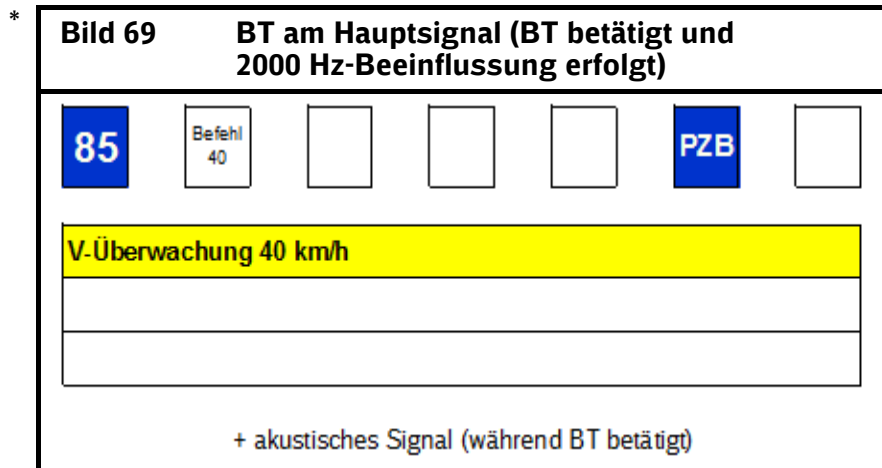 *
Bild 69 BT am Hauptsignal (BT betätigt und
2000 Hz-Beeinflussung erfolgt)
85 Befehl 40 PZB
V-Überwachung 40 km/h
+ akustisches Signal (während BT betätigt)